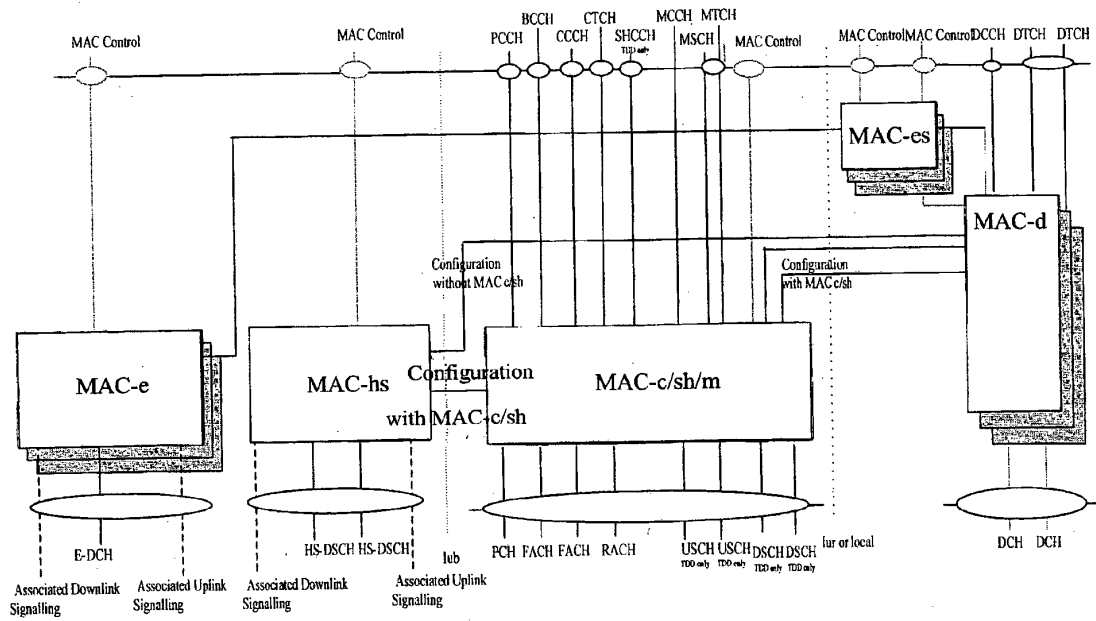 BCCH
CTCH
MCCH
MTCH
MAC Control
MAC Control
PCCH
CCCH
SHCCH
TDD only
MSCH
MAC Control
MAC Control
MAC Control
DCCH
DTCH
DTCH
MAC-es
MAC-d
Configuration
without MAC c/sh
Configuration
with MAC c/sh
MAC-e
MAC-hs
Configuration
with MAC-c/sh
MAC-c/sh/m
E-DCH
HS-DSCH
HS-DSCH
Iub
PCH
FACH
FACH
RACH
USCH
TDD only
USCH
TDD only
DSCH
TDD only
DSCH
TDD only
Iur or local
DCH
DCH
Associated Downlink
Signalling
Associated Uplink
Signalling
Associated Downlink
Signalling
Associated Uplink
Signalling